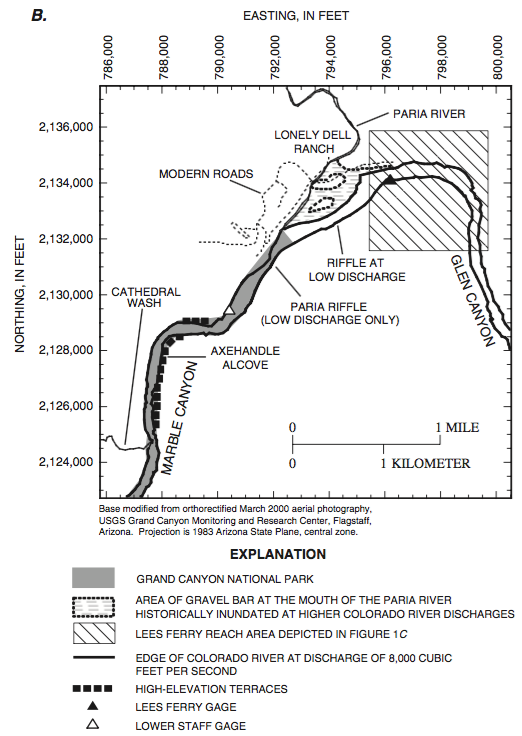 B.
EASTING, IN FEET
786,000
788,000
790,000
792,000
794,000
796,000
798,000
800,000
NORTHING, IN FEET
2,136,000
2,134,000
2,132,000
2,130,000
2,128,000
2,126,000
2,124,000
PARIA RIVER
LONELY DELL
RANCH
MODERN ROADS
RIFFLE AT
LOW DISCHARGE
GLEN CANYON
PARIA RIFFLE
(LOW DISCHARGE ONLY)
CATHEDRAL
WASH
AXEHANDLE
ALCOVE
MARBLE CANYON
0 1 MILE
0 1 KILOMETER
Base modified from orthorectified March 2000 aerial photography,
USGS Grand Canyon Monitoring and Research Center, Flagstaff,
Arizona. Projection is 1983 Arizona State Plane, central zone.
EXPLANATION
GRAND CANYON NATIONAL PARK
AREA OF GRAVEL BAR AT THE MOUTH OF THE PARIA RIVER
HISTORICALLY INUNDATED AT HIGHER COLORADO RIVER DISCHARGES
LEES FERRY REACH AREA DEPICTED IN FIGURE 1C
EDGE OF COLORADO RIVER AT DISCHARGE OF 8,000 CUBIC
FEET PER SECOND
HIGH-ELEVATION TERRACES
LEES FERRY GAGE
LOWER STAFF GAGE